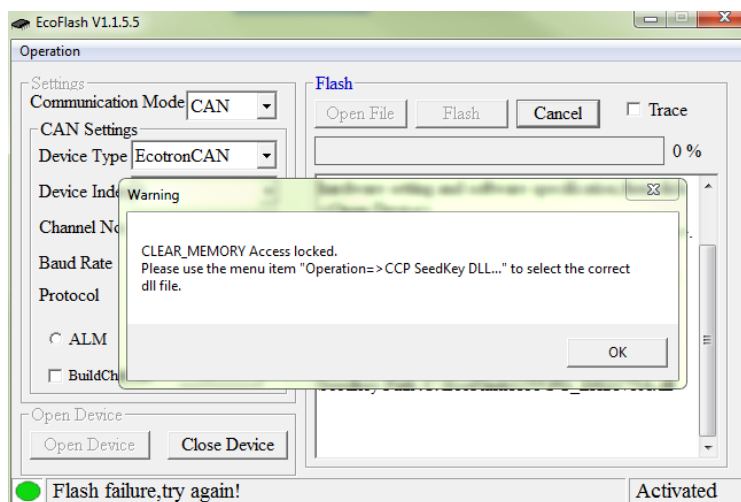 EcoFlash V1.1.5.5
Operation
Settings
Communication Mode CAN
CAN Settings
Device Type EcotronCAN
Device Inde
Channel No
Baud Rate
Protocol
ALM
BuildCh
Open Device
Open Device Close Device
Flash
Open File Flash Cancel Trace
0 %
Warning
CLEAR_MEMORY Access locked.
Please use the menu item "Operation=>CCP SeedKey DLL..." to select the correct
dll file.
OK
Flash failure,try again! Activated